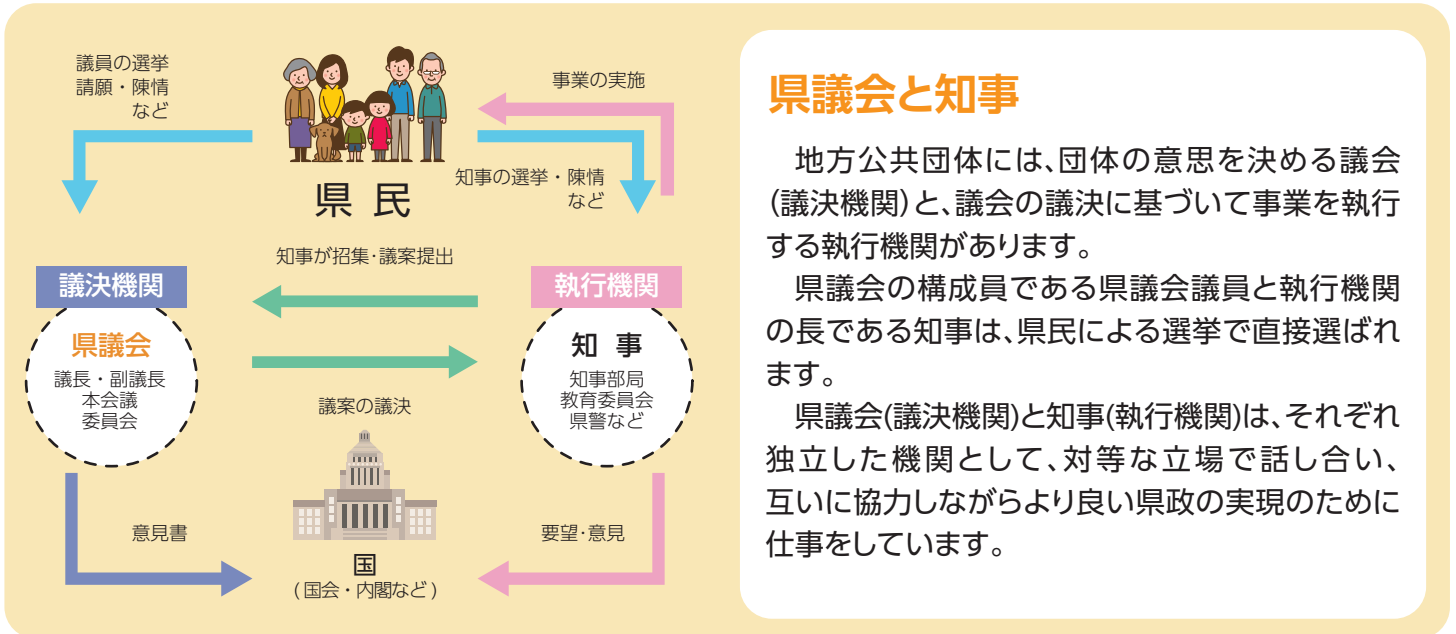 議員の選挙
請願・陳情
など
事業の実施
県民
知事の選挙・陳情
など
知事が招集・議案提出
議決機関
県議会
議長・副議長
本会議
委員会
執行機関
知 事
知事部局
教育委員会
県警など
議案の議決
意見書
要望・意見
国
(国会・内閣など)
県議会と知事
地方公共団体には、団体の意思を決める議会
(議決機関)と、議会の議決に基づいて事業を執行
する執行機関があります。
県議会の構成員である県議会議員と執行機関
の長である知事は、県民による選挙で直接選ばれ
ます。
県議会(議決機関)と知事(執行機関)は、それぞれ
独立した機関として、対等な立場で話し合い、
互いに協力しながらより良い県政の実現のために
仕事をしています。